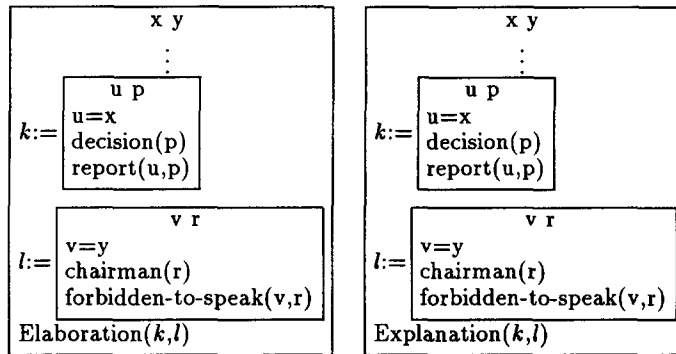 x y
⋮
u p
k:= u=x
decision(p)
report(u,p)
v r
l:= v=y
chairman(r)
forbidden-to-speak(v,r)
Elaboration(k,l)
x y
⋮
u p
k:= u=x
decision(p)
report(u,p)
v r
l:= v=y
chairman(r)
forbidden-to-speak(v,r)
Explanation(k,l)